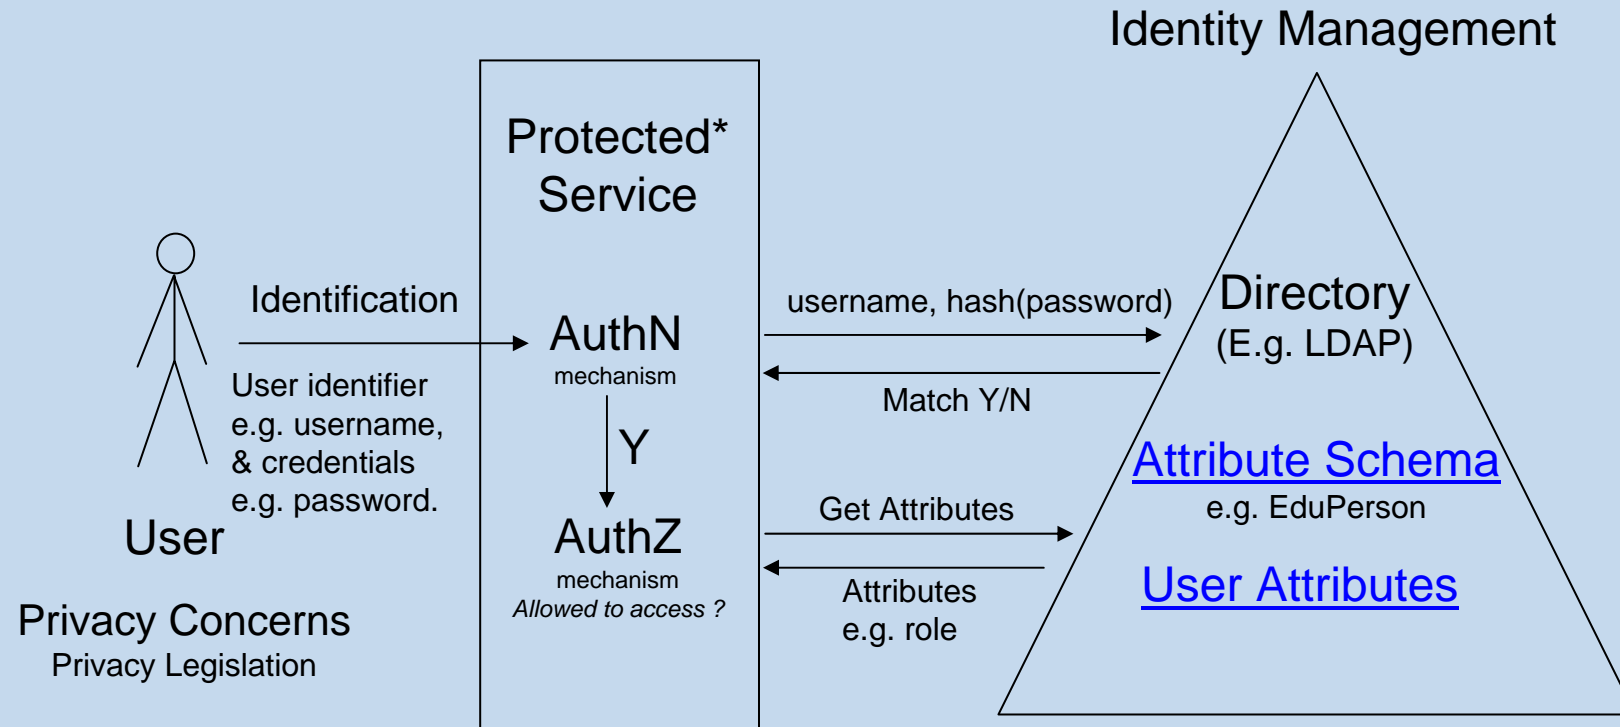 Identity Management
Protected*
Service
Identification
User identifier
e.g. username,
& credentials
e.g. password.
User
Privacy Concerns
Privacy Legislation
AuthN
mechanism
Y
AuthZ
mechanism
Allowed to access ?
username, hash(password)
Match Y/N
Get Attributes
Attributes
e.g. role
Directory
(E.g. LDAP)
Attribute Schema
e.g. EduPerson
User Attributes